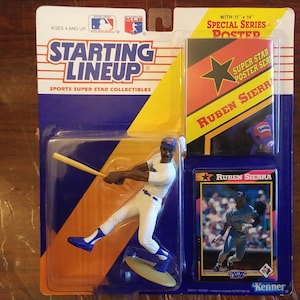 AGES 4 AND UP
WITH 11" x 14"
SPECIAL SERIES
POSTER
STARTING
LINEUP
SPORTS SUPER STAR COLLECTIBLES
SUPER STAR
POSTER SERIES
RUBEN SIERRA
RUBEN SIERRA
Kenner